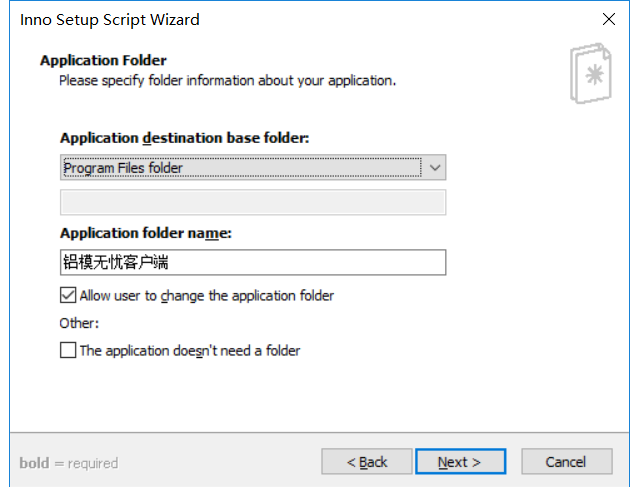 Inno Setup Script Wizard
Application Folder
Please specify folder information about your application.
Application destination base folder:
Program Files folder
Application folder name:
铝模无忧客户端
Allow user to change the application folder
Other:
The application doesn't need a folder
bold = required
< Back
Next >
Cancel